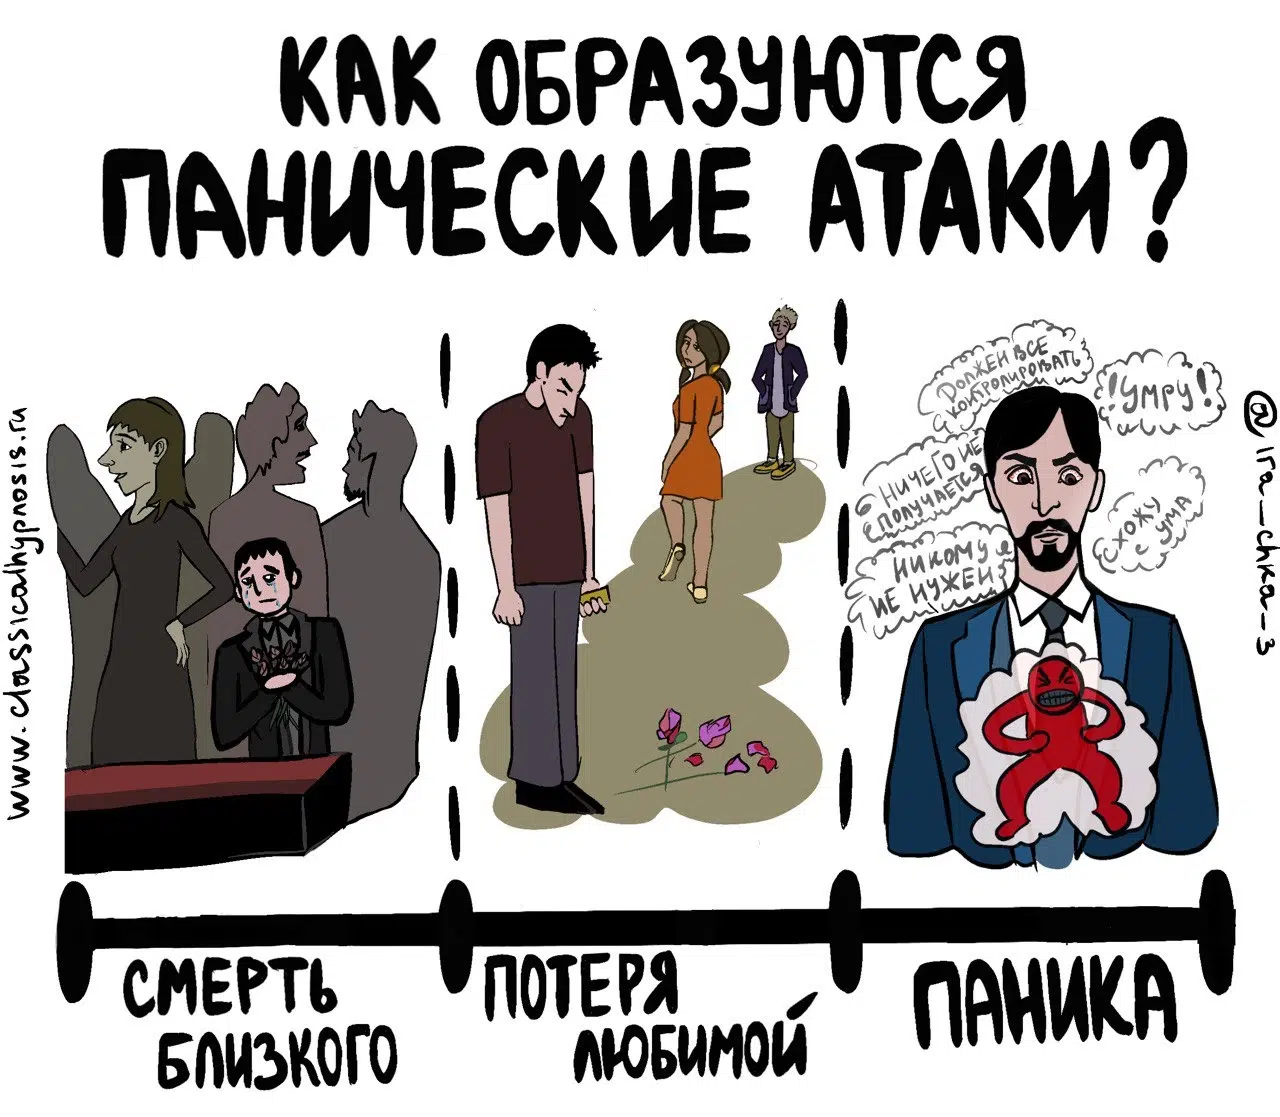 КАК ОБРАЗУЮТСЯ
ПАНИЧЕСКИЕ АТАКИ?
www.classicalhypnosis.ru
ДОЛЖЕН ВСЕ
КОНТРОЛИРОВАТЬ
!УМРУ!
НИЧЕГО НЕ
ПОЛУЧАЕТСЯ
СХОЖУ
С УМА
НИКОМУ Я
НЕ НУЖЕН
@ira_chka_3
СМЕРТЬ
БЛИЗКОГО
ПОТЕРЯ
ЛЮБИМОЙ
ПАНИКА